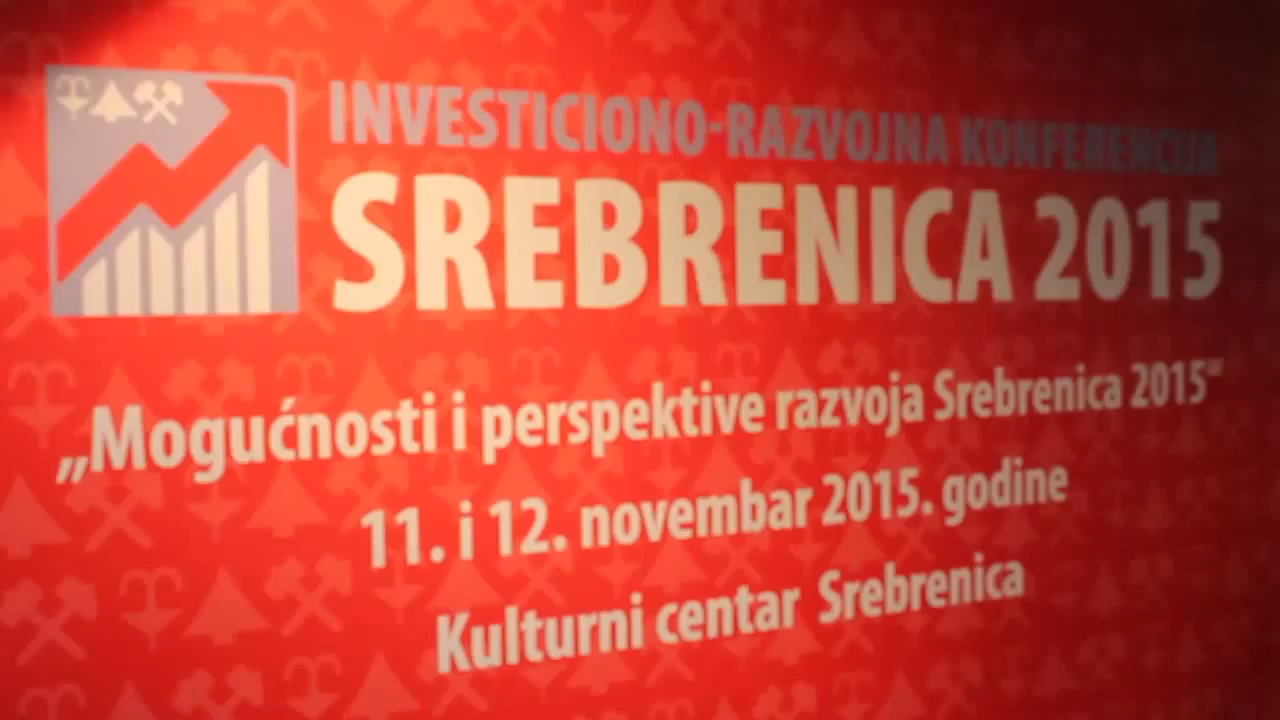 INVESTICIONO-RAZVOJNA KONFERENCIJA
SREBRENICA 2015
„Mogućnosti i perspektive razvoja Srebrenica 2015“
11. i 12. novembar 2015. godine
Kulturni centar Srebrenica